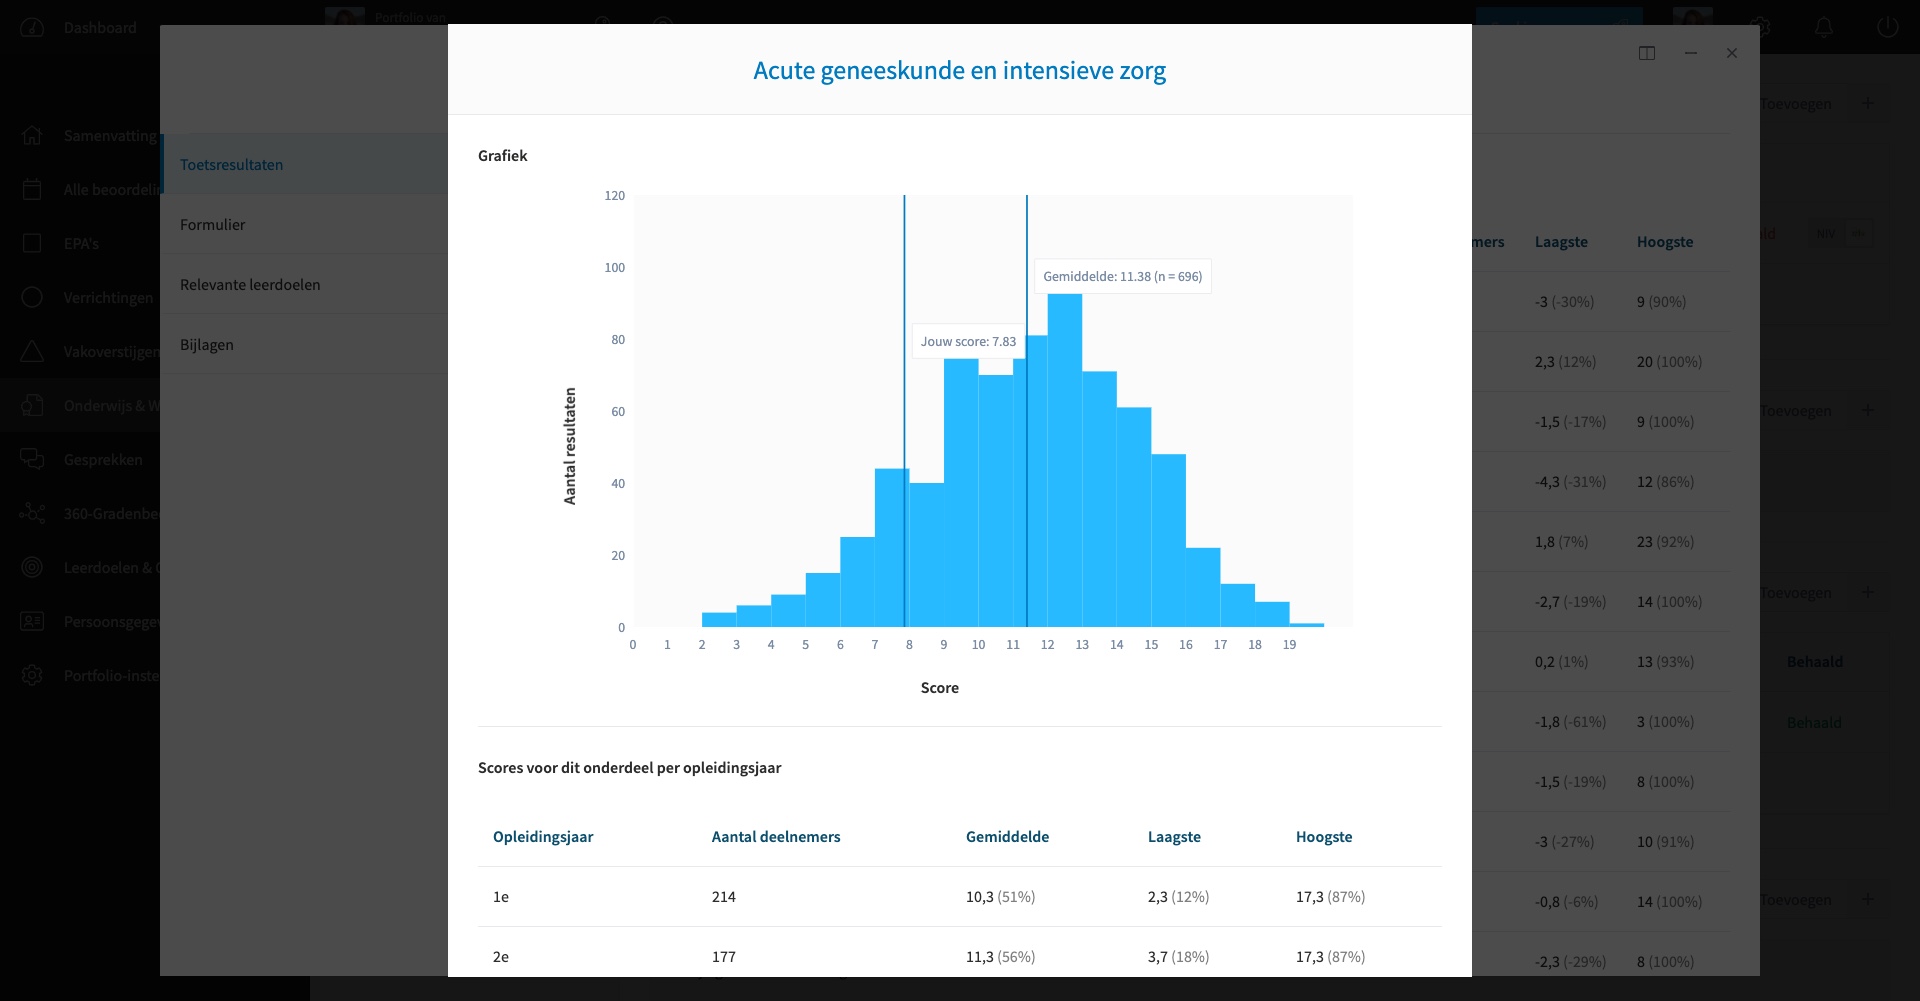 Dashboard
Portfolio van
Samenvatting
Alle beoordelin
EPA's
Verrichtingen
Vakoverstijgen
Onderwijs & W
Gesprekken
360-Gradenbe
Leerdoelen &
Persoonsgegev
Portfolio-inste
Toetsresultaten
Formulier
Relevante leerdoelen
Bijlagen
Acute geneeskunde en intensieve zorg
Grafiek
120
100
80
60
40
20
0
Aantal resultaten
Gemiddelde: 11.38 (n = 696)
Jouw score: 7.83
0 1 2 3 4 5 6 7 8 9 10 11 12 13 14 15 16 17 18 19
Score
Scores voor dit onderdeel per opleidingsjaar
Opleidingsjaar Aantal deelnemers Gemiddelde Laagste Hoogste
1e 214 10,3 (51%) 2,3 (12%) 17,3 (87%)
2e 177 11,3 (56%) 3,7 (18%) 17,3 (87%)
mers Laagste Hoogste
-3 (-30%) 9 (90%)
2,3 (12%) 20 (100%)
-1,5 (-17%) 9 (100%)
-4,3 (-31%) 12 (86%)
1,8 (7%) 23 (92%)
-2,7 (-19%) 14 (100%)
0,2 (1%) 13 (93%)
-1,8 (-61%) 3 (100%)
-1,5 (-19%) 8 (100%)
-3 (-27%) 10 (91%)
-0,8 (-6%) 14 (100%)
-2,3 (-29%) 8 (100%)
Toevoegen
ald NIV
Toevoegen
Toevoegen
Behaald
Behaald
Toevoegen